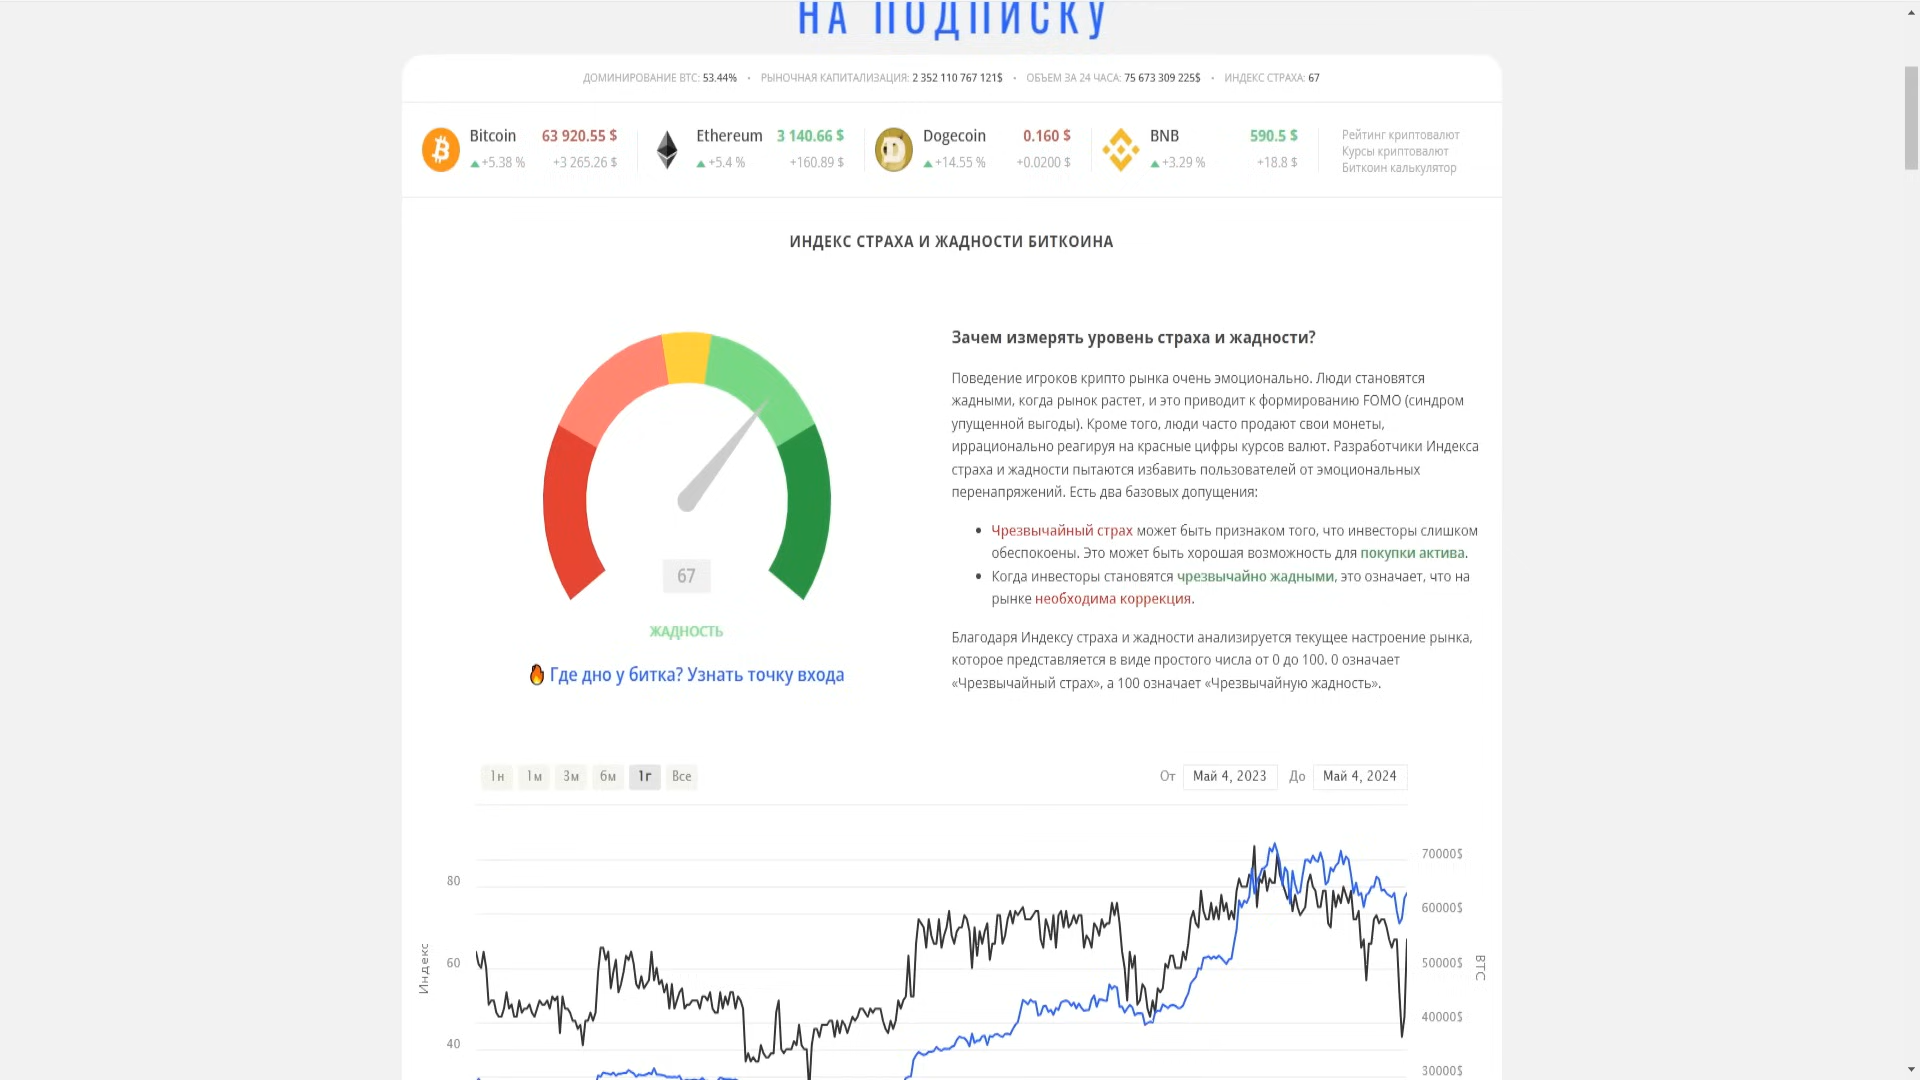 НА ПОДПИСКУ
ДОМИНИРОВАНИЕ BTC: 53.44% • РЫНОЧНАЯ КАПИТАЛИЗАЦИЯ: 2 352 110 767 121$ • ОБЪЕМ ЗА 24 ЧАСА: 75 673 309 225$ • ИНДЕКС СТРАХА: 67
Bitcoin 63 920.55 $
+5.38 % +3 265.26 $
Ethereum 3 140.66 $
+5.4 % +160.89 $
Dogecoin 0.160 $
+14.55 % +0.0200 $
BNB 590.5 $
+3.29 % +18.8 $
Рейтинг криптовалют
Курсы криптовалют
Биткоин калькулятор
ИНДЕКС СТРАХА И ЖАДНОСТИ БИТКОИНА
67
ЖАДНОСТЬ
Где дно у битка? Узнать точку входа
Зачем измерять уровень страха и жадности?
Поведение игроков крипто рынка очень эмоционально. Люди становятся
жадными, когда рынок растет, и это приводит к формированию FOMO (синдром
упущенной выгоды). Кроме того, люди часто продают свои монеты,
иррационально реагируя на красные цифры курсов валют. Разработчики Индекса
страха и жадности пытаются избавить пользователей от эмоциональных
перенапряжений. Есть два базовых допущения:
• Чрезвычайный страх может быть признаком того, что инвесторы слишком
обеспокоены. Это может быть хорошая возможность для покупки актива.
• Когда инвесторы становятся чрезвычайно жадными, это означает, что на
рынке необходима коррекция.
Благодаря Индексу страха и жадности анализируется текущее настроение рынка,
которое представляется в виде простого числа от 0 до 100. 0 означает
«Чрезвычайный страх», а 100 означает «Чрезвычайную жадность».
1н 1м 3м 6м 1г Все
От Май 4, 2023 До Май 4, 2024
80
60
40
Индекс
70000$
60000$
50000$
40000$
30000$
BTC